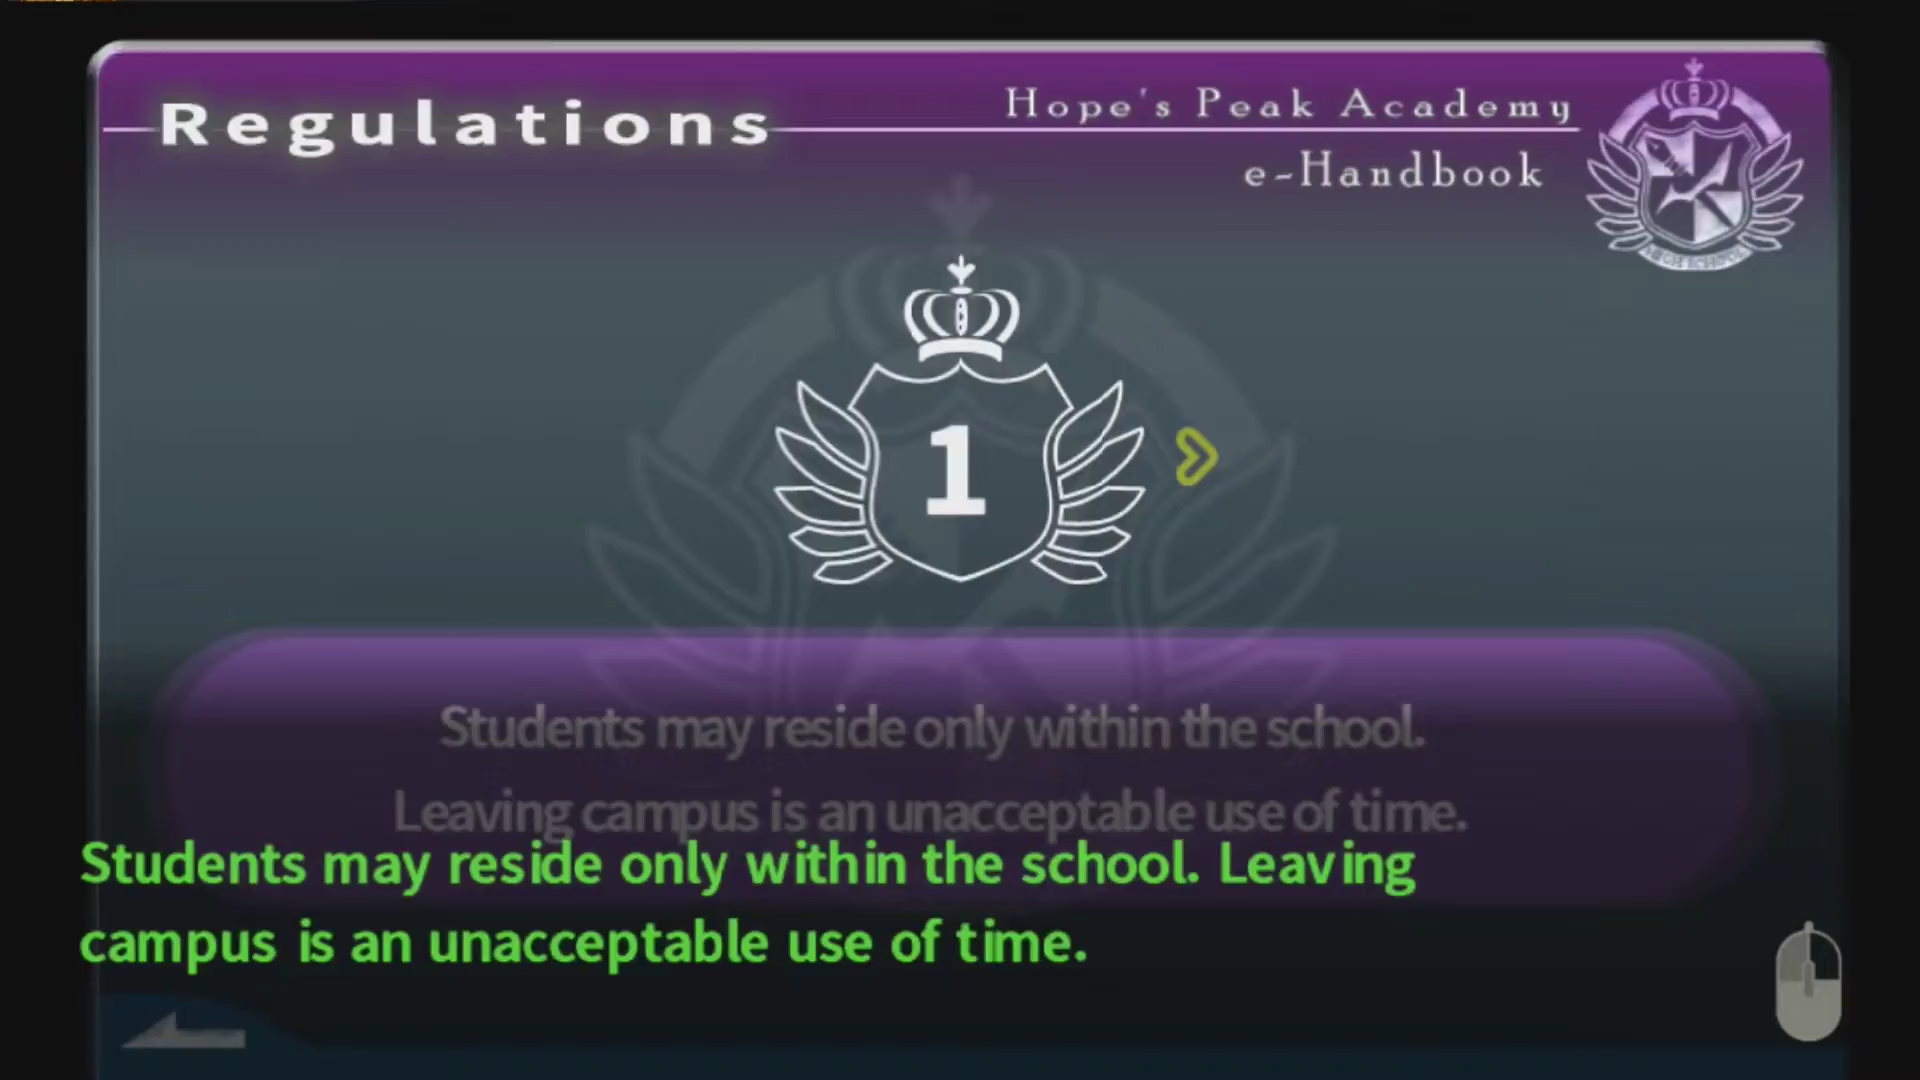 Regulations
Hope's Peak Academy
e-Handbook
1
Students may reside only within the school.
Leaving campus is an unacceptable use of time.
Students may reside only within the school. Leaving
campus is an unacceptable use of time.